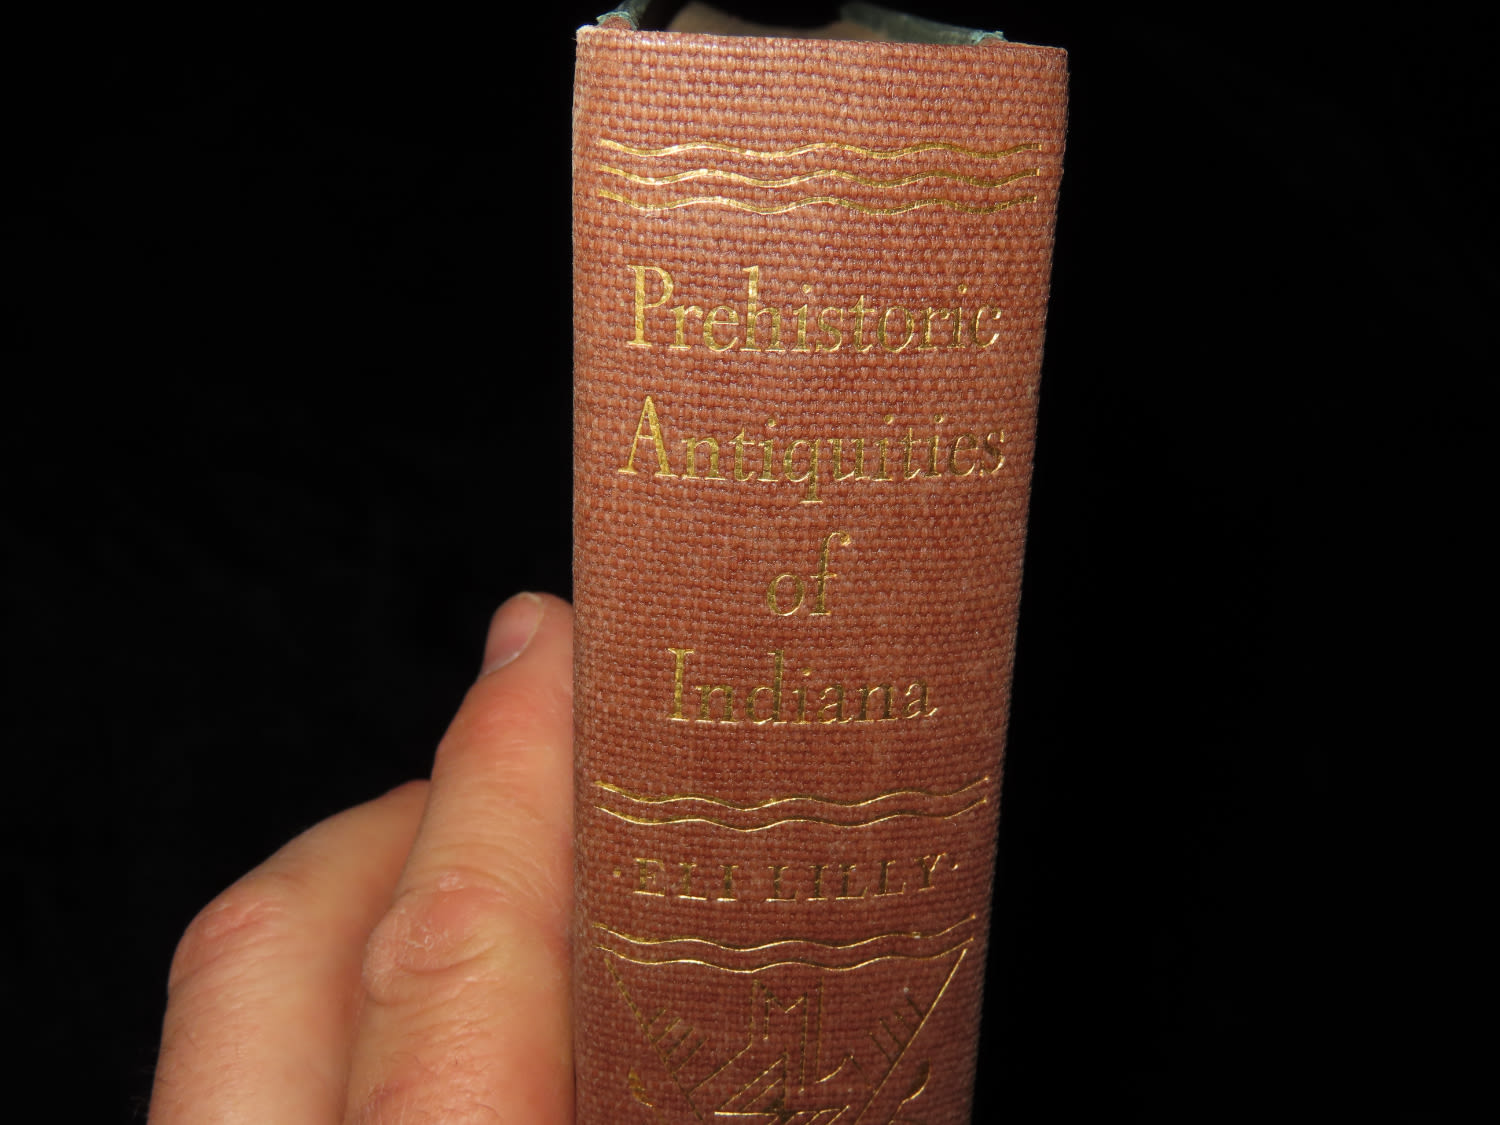 Prehistoric
Antiquities
of
Indiana
·ELI LILLY·